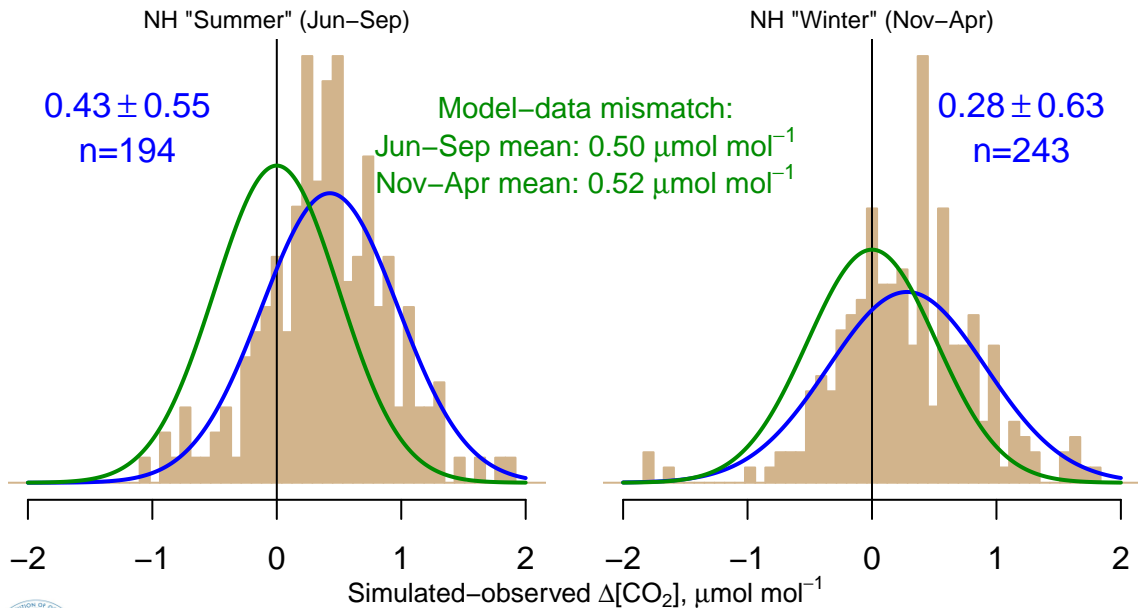 NH "Summer" (Jun−Sep)
NH "Winter" (Nov−Apr)
0.43 ± 0.55
n=194
Model−data mismatch:
Jun−Sep mean: 0.50 μmol mol⁻¹
Nov−Apr mean: 0.52 μmol mol⁻¹
0.28 ± 0.63
n=243
−2 −1 0 1 2
−2 −1 0 1 2
Simulated−observed Δ[CO₂], μmol mol⁻¹